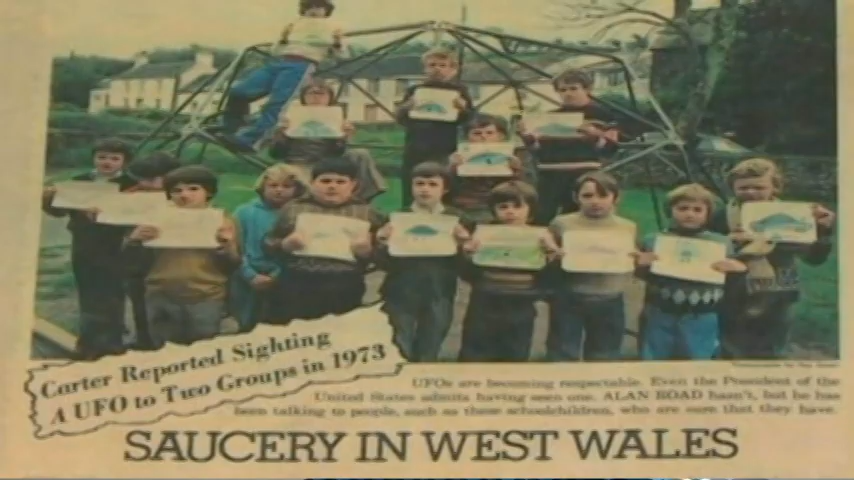 Carter Reported Sighting
A UFO to Two Groups in 1973
UFOs are becoming respectable. Even the President of the
United States admits having seen one. ALAN ROAD hasn't, but he has
been talking to people, such as these schoolchildren, who are sure that they have.
SAUCERY IN WEST WALES